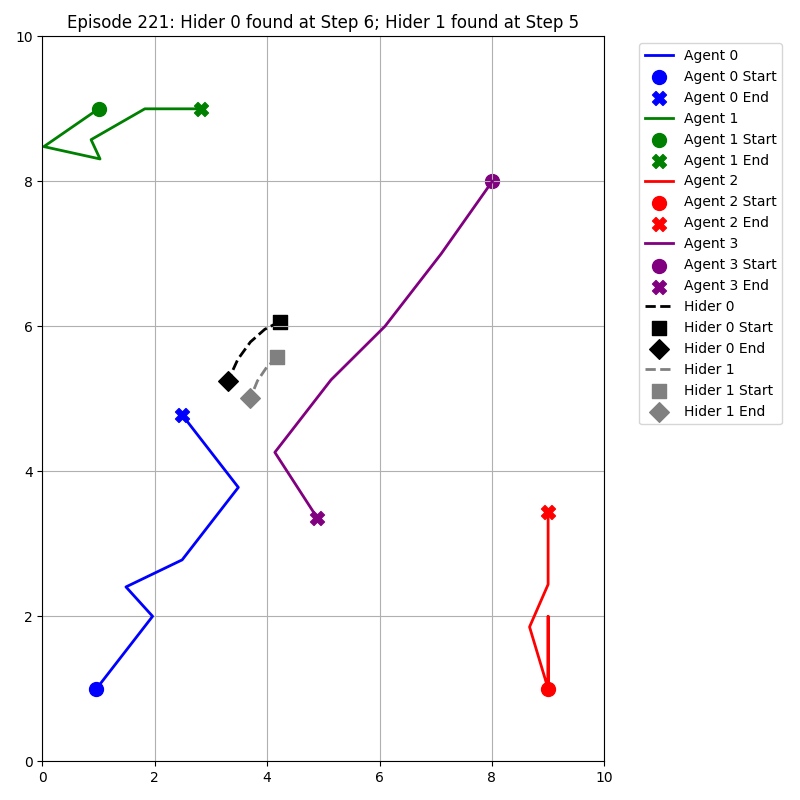 Episode 221: Hider 0 found at Step 6; Hider 1 found at Step 5
10
8
6
4
2
0
0 2 4 6 8 10
Agent 0
Agent 0 Start
Agent 0 End
Agent 1
Agent 1 Start
Agent 1 End
Agent 2
Agent 2 Start
Agent 2 End
Agent 3
Agent 3 Start
Agent 3 End
Hider 0
Hider 0 Start
Hider 0 End
Hider 1
Hider 1 Start
Hider 1 End